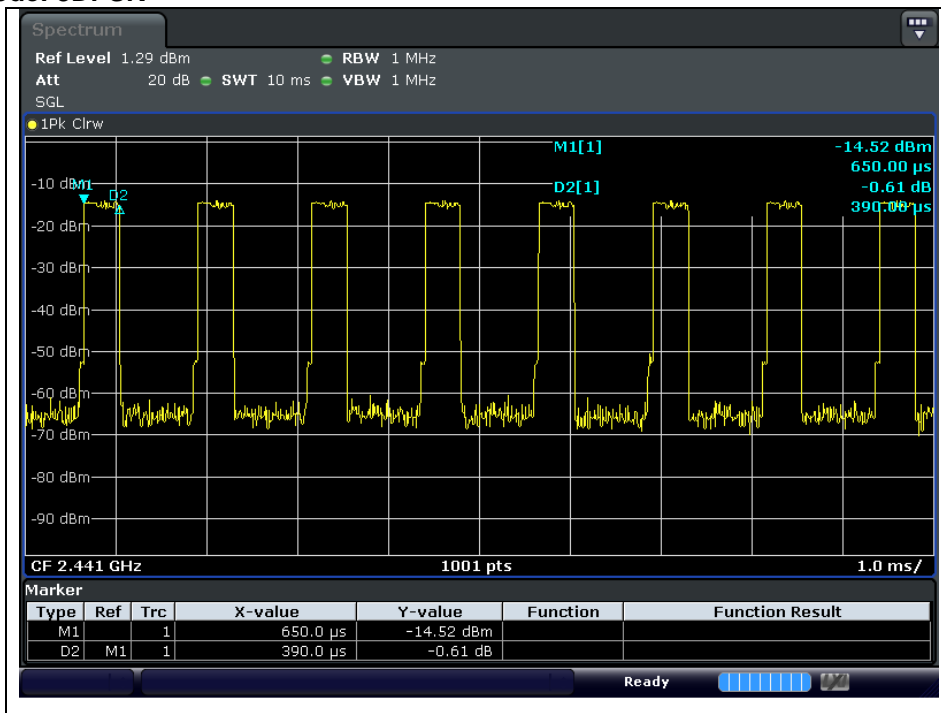 Spectrum
Ref Level 1.29 dBm RBW 1 MHz
Att 20 dB SWT 10 ms VBW 1 MHz
SGL
1Pk Clrw
M1[1] -14.52 dBm
650.00 µs
-10 dBm M1 D2[1] -0.61 dB
D2 390.00 µs
-20 dBm
-30 dBm
-40 dBm
-50 dBm
-60 dBm
-70 dBm
-80 dBm
-90 dBm
CF 2.441 GHz 1001 pts 1.0 ms/
Marker
Type Ref Trc X-value Y-value Function Function Result
M1 1 650.0 µs -14.52 dBm
D2 M1 1 390.0 µs -0.61 dB
Ready